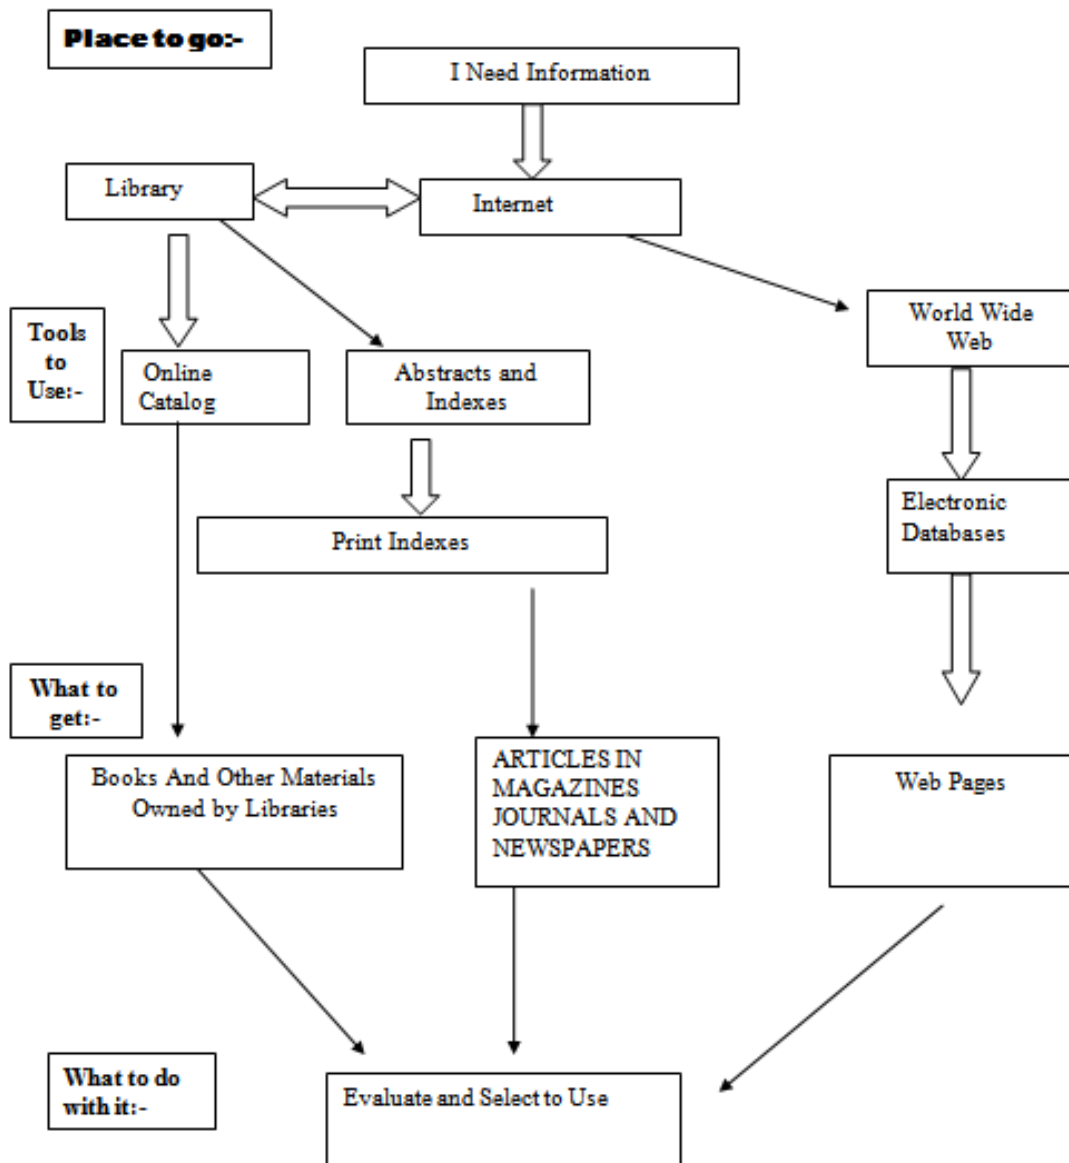 Place to go:-
I Need Information
Library
Internet
World Wide
Web
Tools
to
Use:-
Online
Catalog
Abstracts and
Indexes
Electronic
Databases
Print Indexes
What to
get:-
Books And Other Materials
Owned by Libraries
ARTICLES IN
MAGAZINES
JOURNALS AND
NEWSPAPERS
Web Pages
What to do
with it:-
Evaluate and Select to Use